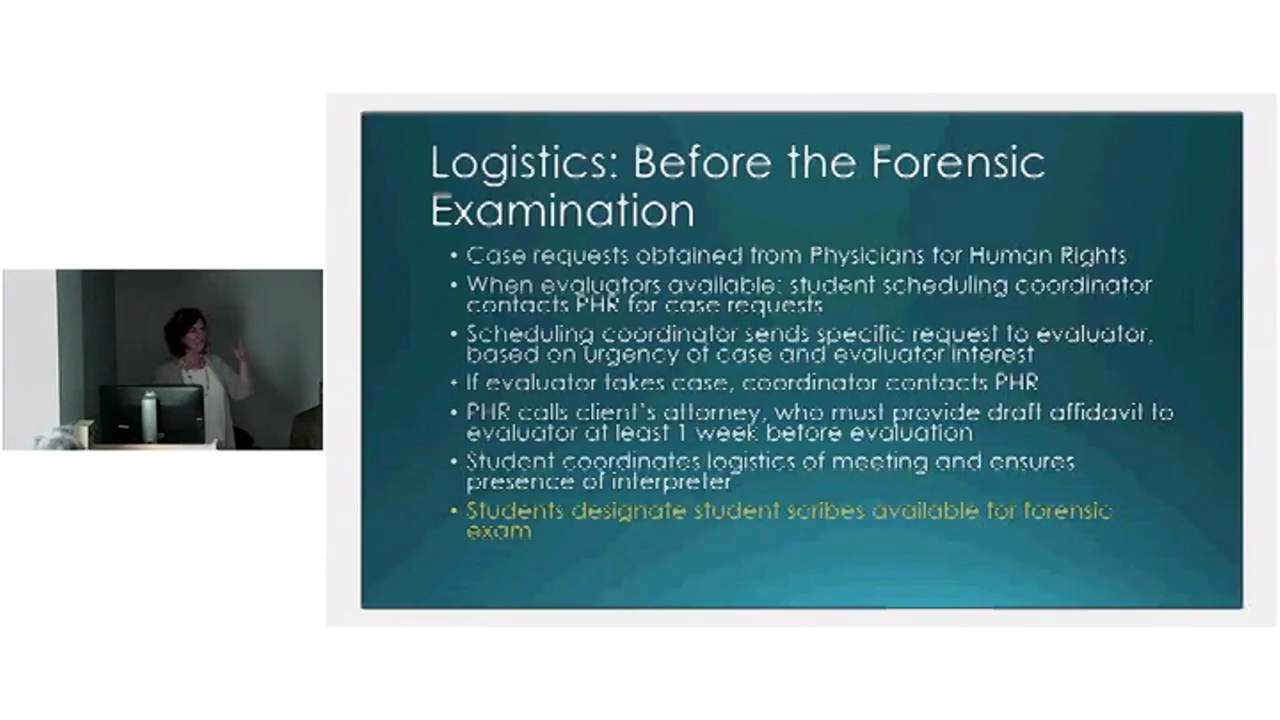 Logistics: Before the Forensic
Examination
• Case requests obtained from Physicians for Human Rights
• When evaluators available: student scheduling coordinator
contacts PHR for case requests
• Scheduling coordinator sends specific request to evaluator,
based on urgency of case and evaluator interest
• If evaluator takes case, coordinator contacts PHR
• PHR calls client's attorney, who must provide draft affidavit to
evaluator at least 1 week before evaluation
• Student coordinates logistics of meeting and ensures
presence of interpreter
• Students designate student scribes available for forensic
exam